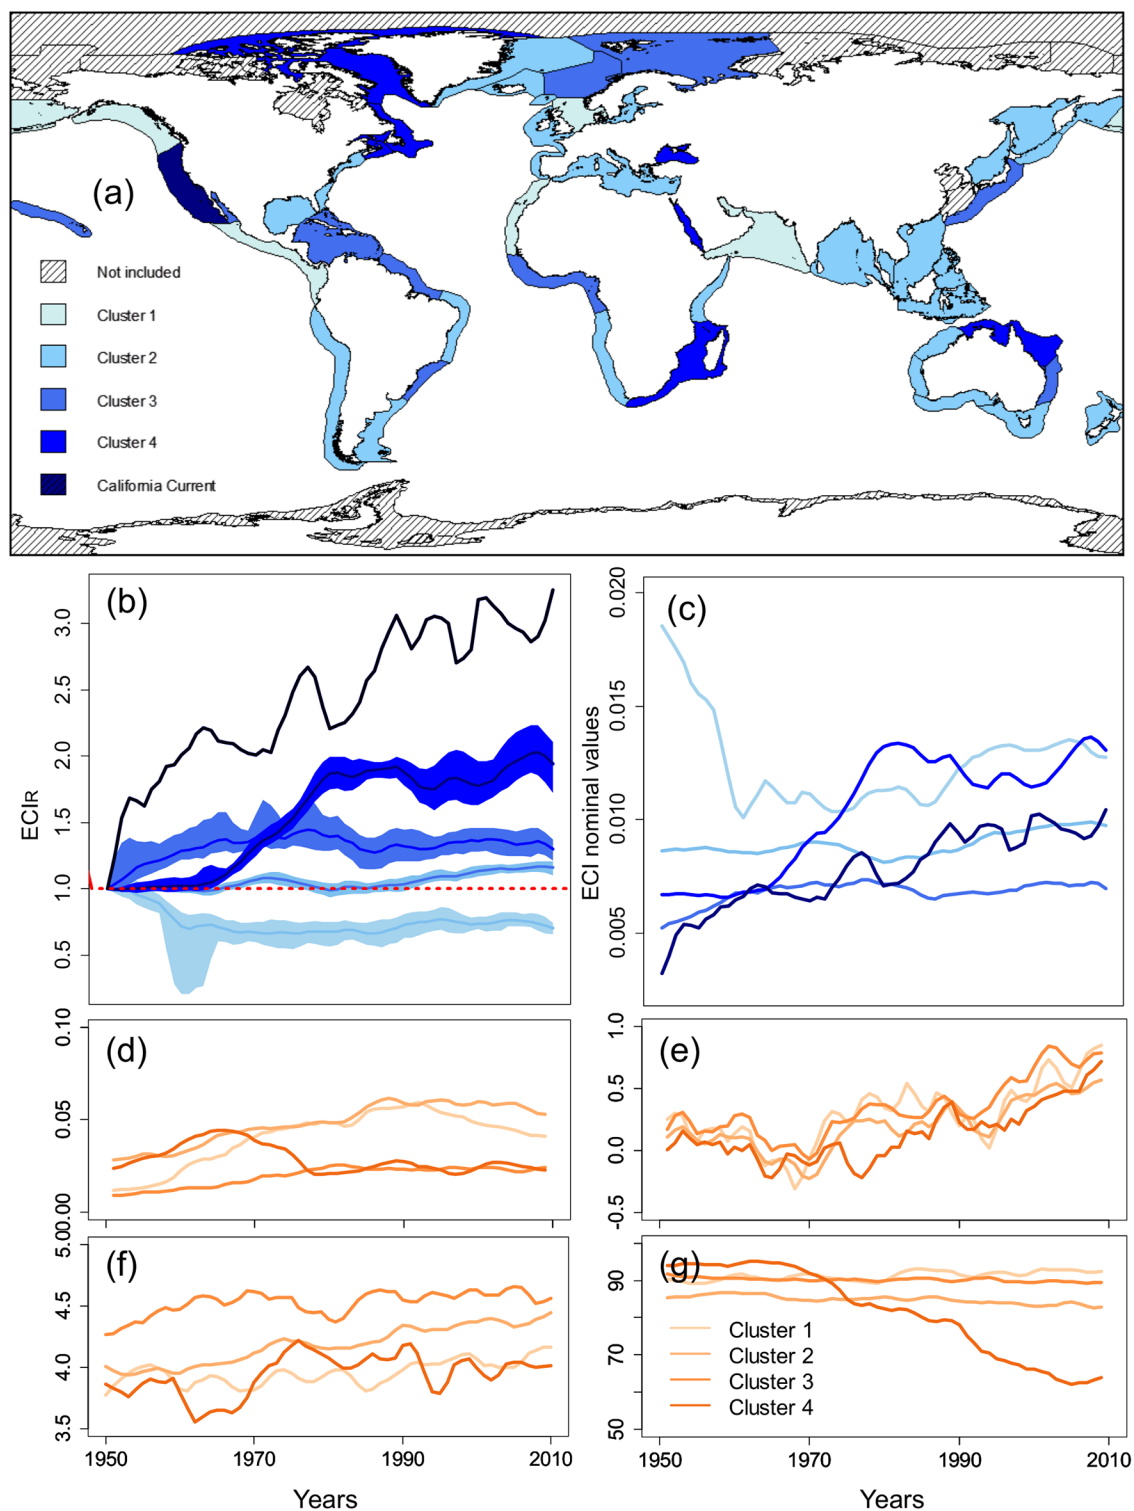 (a)
Not included
Cluster 1
Cluster 2
Cluster 3
Cluster 4
California Current
(b)
ECIR
3.0
2.5
2.0
1.5
1.0
0.5
(c)
ECI nominal values
0.020
0.015
0.010
0.005
(d)
0.10
0.05
0.00
(e)
1.0
0.5
0.0
-0.5
(f)
5.0
4.5
4.0
3.5
1950 1970 1990 2010
Years
(g)
90
70
50
Cluster 1
Cluster 2
Cluster 3
Cluster 4
1950 1970 1990 2010
Years